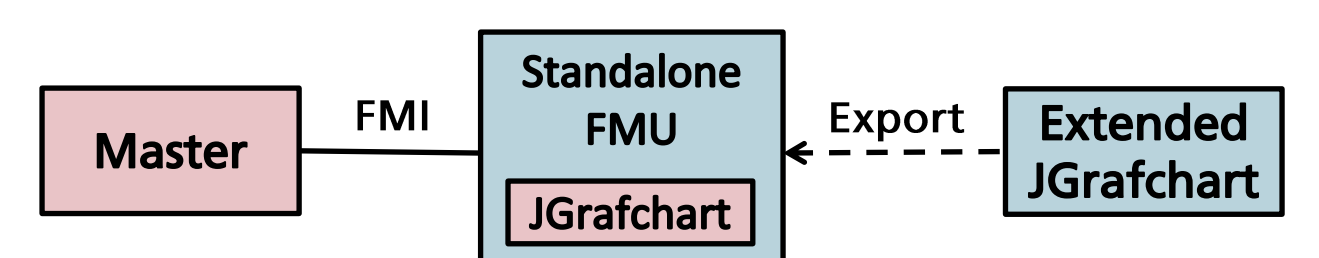 Master
FMI
Standalone
FMU
JGrafchart
Export
Extended
JGrafchart